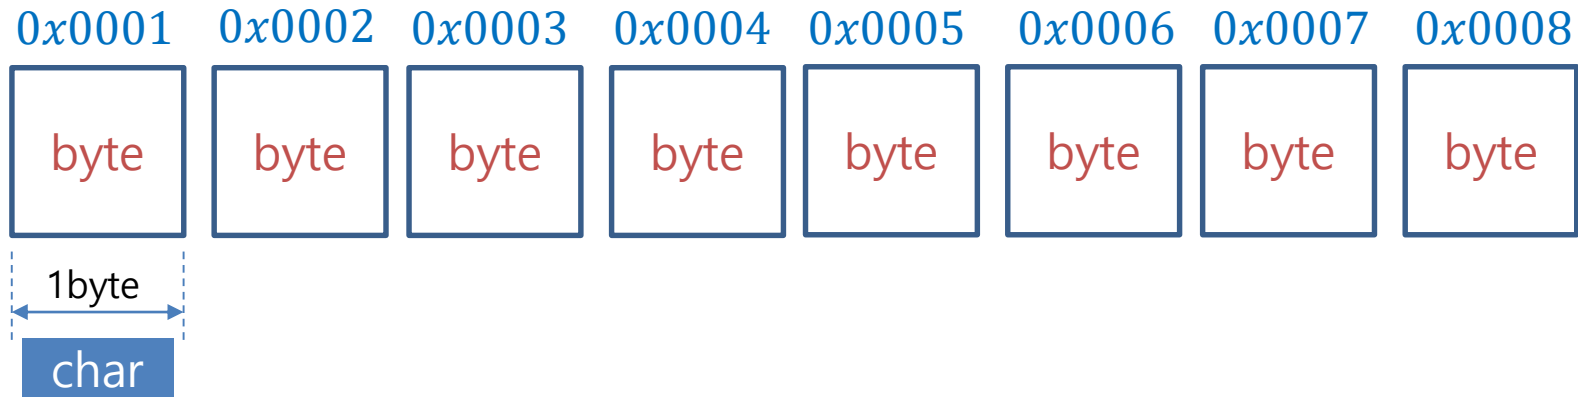 0x0001 0x0002 0x0003 0x0004 0x0005 0x0006 0x0007 0x0008
byte byte byte byte byte byte byte byte
1byte
char